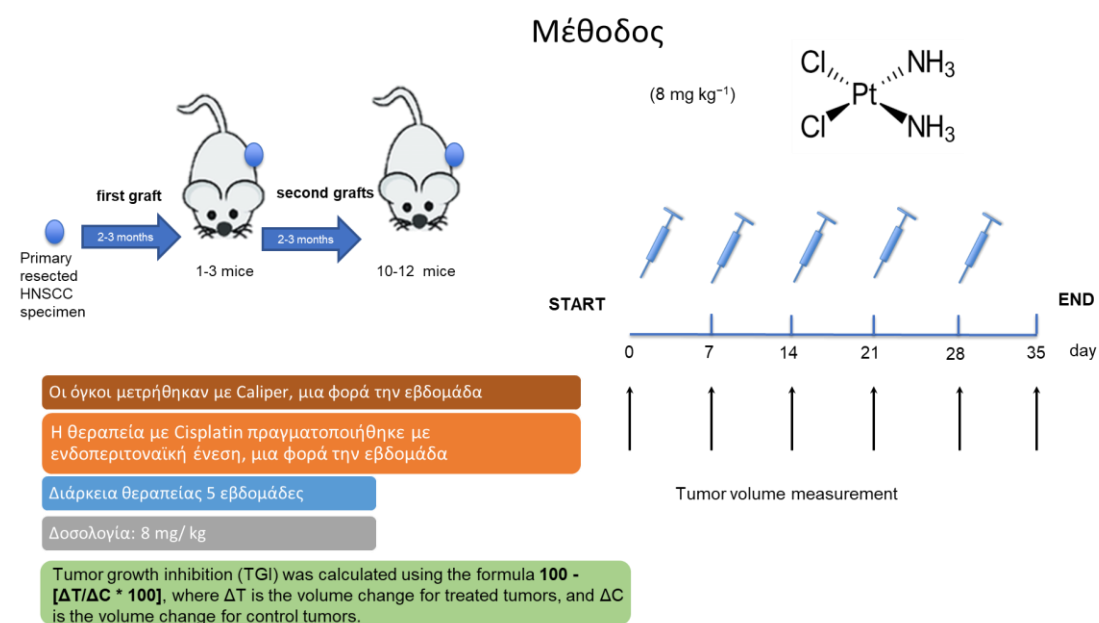 Μέθοδος
first graft
2-3 months
second grafts
2-3 months
Primary
resected
HNSCC
specimen
1-3 mice
10-12 mice
(8 mg kg⁻¹)
Cl
NH₃
Pt
Cl
NH₃
START
END
0 7 14 21 28 35 day
Tumor volume measurement
Οι όγκοι μετρήθηκαν με Caliper, μια φορά την εβδομάδα
Η θεραπεία με Cisplatin πραγματοποιήθηκε με
ενδοπεριτοναϊκή ένεση, μια φορά την εβδομάδα
Διάρκεια θεραπείας 5 εβδομάδες
Δοσολογία: 8 mg/ kg
Tumor growth inhibition (TGI) was calculated using the formula 100 -
[ΔT/ΔC * 100], where ΔT is the volume change for treated tumors, and ΔC
is the volume change for control tumors.